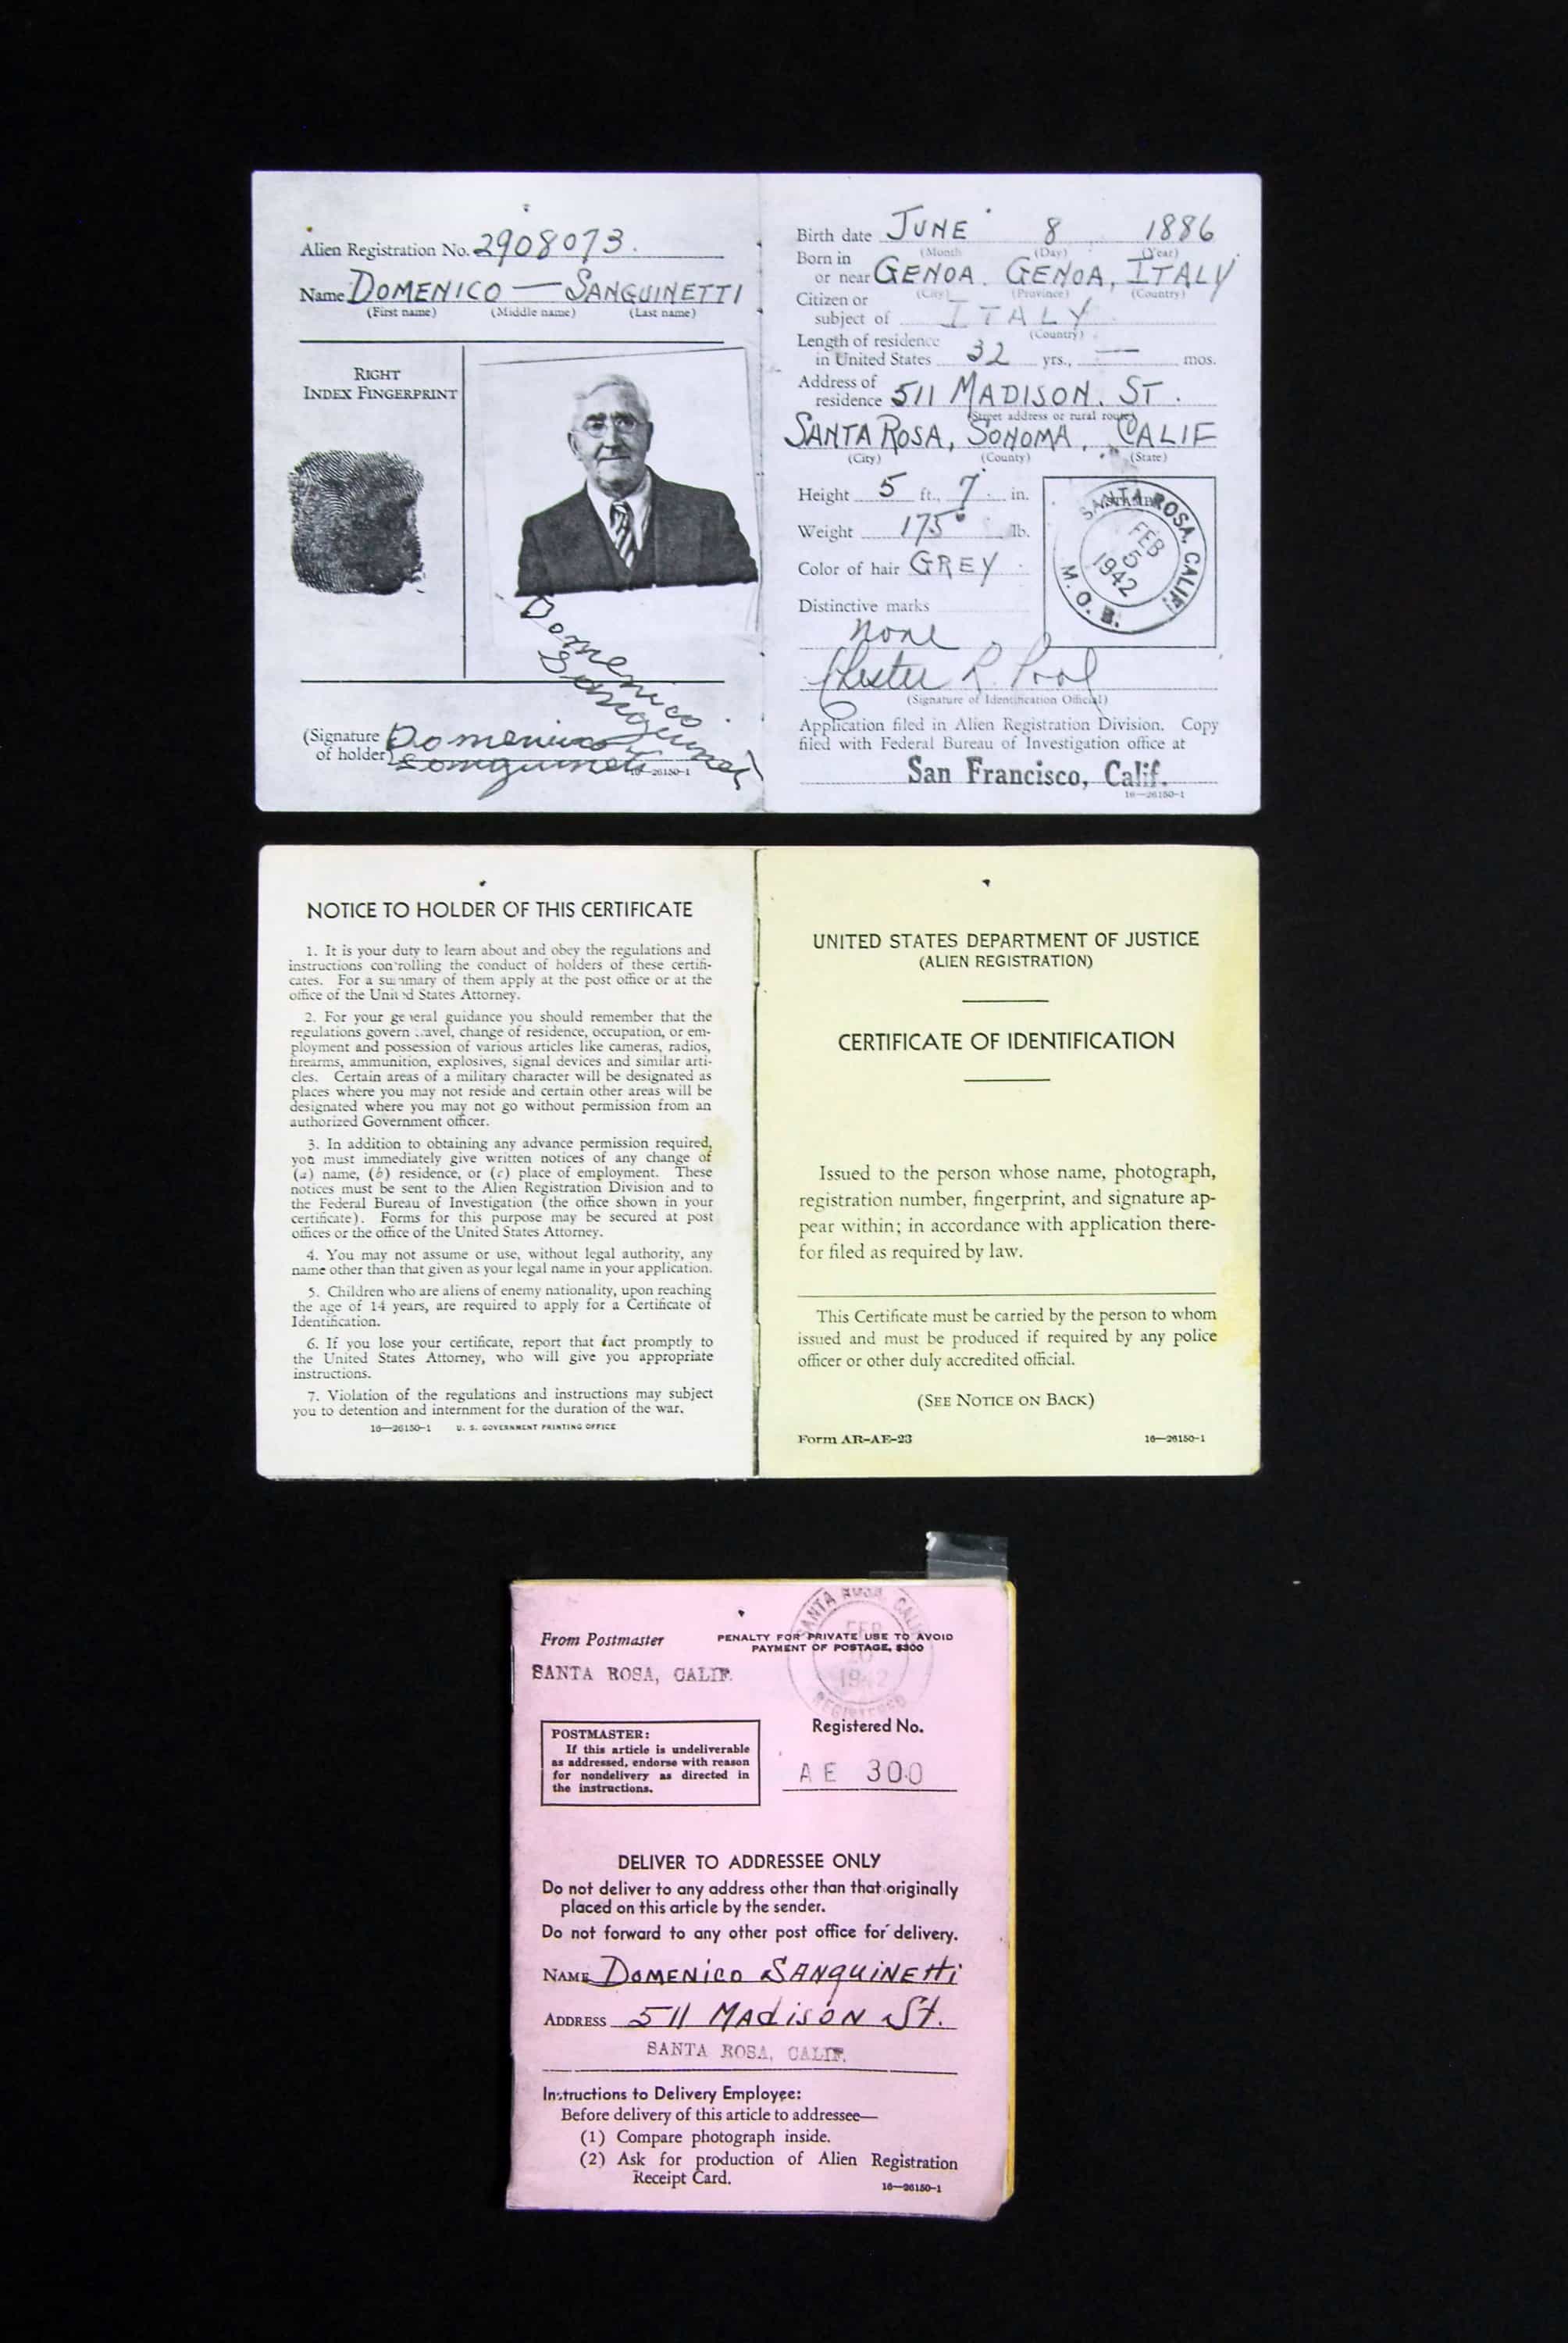 Alien Registration No. 2908073.
Name DOMENICO — SANGUINETTI
(First name) (Middle name) (Last name)
RIGHT
INDEX FINGERPRINT
Domenico
Sanguineti
(Signature
of holder) Domenico
Sanguineti
16—26150-1
Birth date JUNE 8 1886
(Month) (Day) (Year)
Born in
or near GENOA. GENOA, ITALY
(City) (Province) (Country)
Citizen or
subject of ITALY
(Country)
Length of residence
in United States 32 yrs., — mos.
Address of
residence 511 MADISON. ST.
(Street address or rural route)
SANTA ROSA, SONOMA, CALIF
(City) (County) (State)
Height 5 ft., 7 in.
Weight 175 lb.
Color of hair GREY
Distinctive marks
none
SANTA ROSA, CALIF.
FEB
5
1942
M.O.B.
Chester R. Pool
(Signature of Identification Official)
Application filed in Alien Registration Division. Copy
filed with Federal Bureau of Investigation office at
San Francisco, Calif.
16—26150-1
NOTICE TO HOLDER OF THIS CERTIFICATE
1. It is your duty to learn about and obey the regulations and
instructions controlling the conduct of holders of these certifi-
cates. For a summary of them apply at the post office or at the
office of the United States Attorney.
2. For your general guidance you should remember that the
regulations govern travel, change of residence, occupation, or em-
ployment and possession of various articles like cameras, radios,
firearms, ammunition, explosives, signal devices and similar arti-
cles. Certain areas of a military character will be designated as
places where you may not reside and certain other areas will be
designated where you may not go without permission from an
authorized Government officer.
3. In addition to obtaining any advance permission required,
you must immediately give written notices of any change of
(a) name, (b) residence, or (c) place of employment. These
notices must be sent to the Alien Registration Division and to
the Federal Bureau of Investigation (the office shown in your
certificate). Forms for this purpose may be secured at post
offices or the office of the United States Attorney.
4. You may not assume or use, without legal authority, any
name other than that given as your legal name in your application.
5. Children who are aliens of enemy nationality, upon reaching
the age of 14 years, are required to apply for a Certificate of
Identification.
6. If you lose your certificate, report that fact promptly to
the United States Attorney, who will give you appropriate
instructions.
7. Violation of the regulations and instructions may subject
you to detention and internment for the duration of the war.
16—26150-1 U. S. GOVERNMENT PRINTING OFFICE
UNITED STATES DEPARTMENT OF JUSTICE
(ALIEN REGISTRATION)
CERTIFICATE OF IDENTIFICATION
Issued to the person whose name, photograph,
registration number, fingerprint, and signature ap-
pear within; in accordance with application there-
for filed as required by law.
This Certificate must be carried by the person to whom
issued and must be produced if required by any police
officer or other duly accredited official.
(SEE NOTICE ON BACK)
Form AR-AE-23 16—26150-1
SANTA ROSA, CALIF
FEB
20
1942
REGISTERED
From Postmaster
PENALTY FOR PRIVATE USE TO AVOID
PAYMENT OF POSTAGE, $300
SANTA ROSA, CALIF.
POSTMASTER:
If this article is undeliverable
as addressed, endorse with reason
for nondelivery as directed in
the instructions.
Registered No.
AE 300
DELIVER TO ADDRESSEE ONLY
Do not deliver to any address other than that originally
placed on this article by the sender.
Do not forward to any other post office for delivery.
NAME DOMENICO SANQUINEtti
ADDRESS 511 MADISON St.
SANTA ROSA, CALIF.
Instructions to Delivery Employee:
Before delivery of this article to addressee—
(1) Compare photograph inside.
(2) Ask for production of Alien Registration
Receipt Card.
16—26150-1